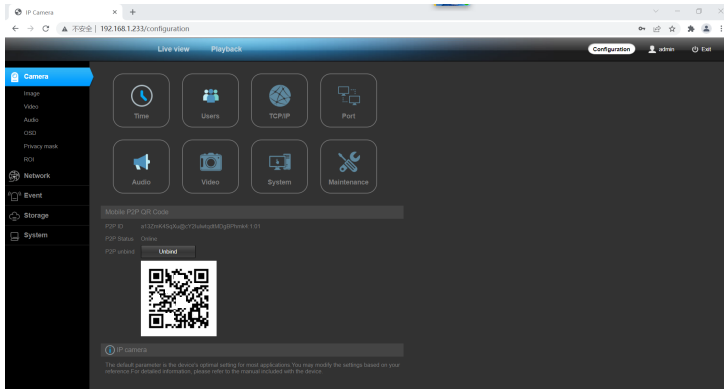 IP Camera
不安全 | 192.168.1.233/configuration
Live view Playback Configuration admin Exit
Camera
Image
Video
Audio
OSD
Privacy mask
ROI
Network
Event
Storage
System
Time Users TCP/IP Port
Audio Video System Maintenance
Mobile P2P QR Code
P2P ID
P2P Status Online
P2P unbind Unbind
IP camera
The default parameter is the device's optimal setting for most applications. You may modify the settings based on your
reference For detailed information, please refer to the manual included with the device.